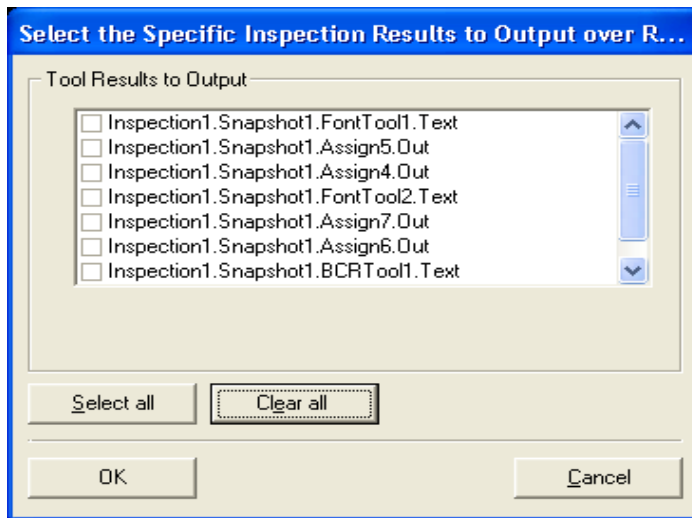 Select the Specific Inspection Results to Output over R...
Tool Results to Output
Inspection1.Snapshot1.FontTool1.Text
Inspection1.Snapshot1.Assign5.Out
Inspection1.Snapshot1.Assign4.Out
Inspection1.Snapshot1.FontTool2.Text
Inspection1.Snapshot1.Assign7.Out
Inspection1.Snapshot1.Assign6.Out
Inspection1.Snapshot1.BCRTool1.Text
Select all Clear all
OK Cancel